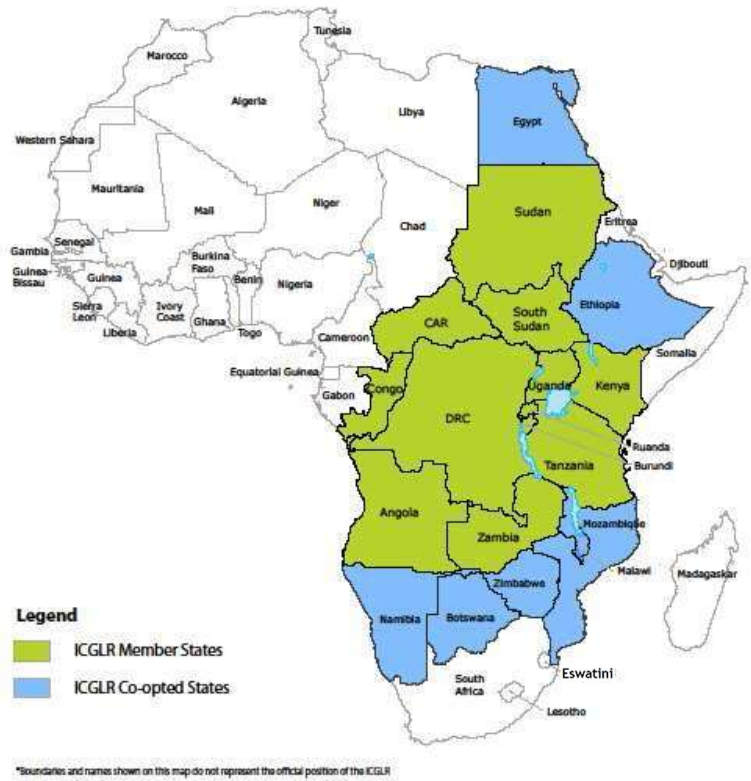 Tunesia
Marocco
Algeria
Libya
Egypt
Western Sahara
Mauritania
Mali
Niger
Chad
Sudan
Eritrea
Senegal
Gambia
Guinea-
Bissau
Guinea
Burkina
Faso
Benin
Nigeria
Djibouti
Sierra
Leon
Ivory
Coast
Ghana
Liberia
Togo
Cameroon
CAR
South
Sudan
Ethiopia
Somalia
Equatorial Guinea
Gabon
Congo
Uganda
Kenya
DRC
Ruanda
Burundi
Tanzania
Angola
Zambia
Mozambique
Malawi
Madagaskar
Zimbabwe
Namibia
Botswana
Eswatini
South
Africa
Lesotho
Legend
ICGLR Member States
ICGLR Co-opted States
*Boundaries and names shown on this map do not represent the official position of the ICGLR